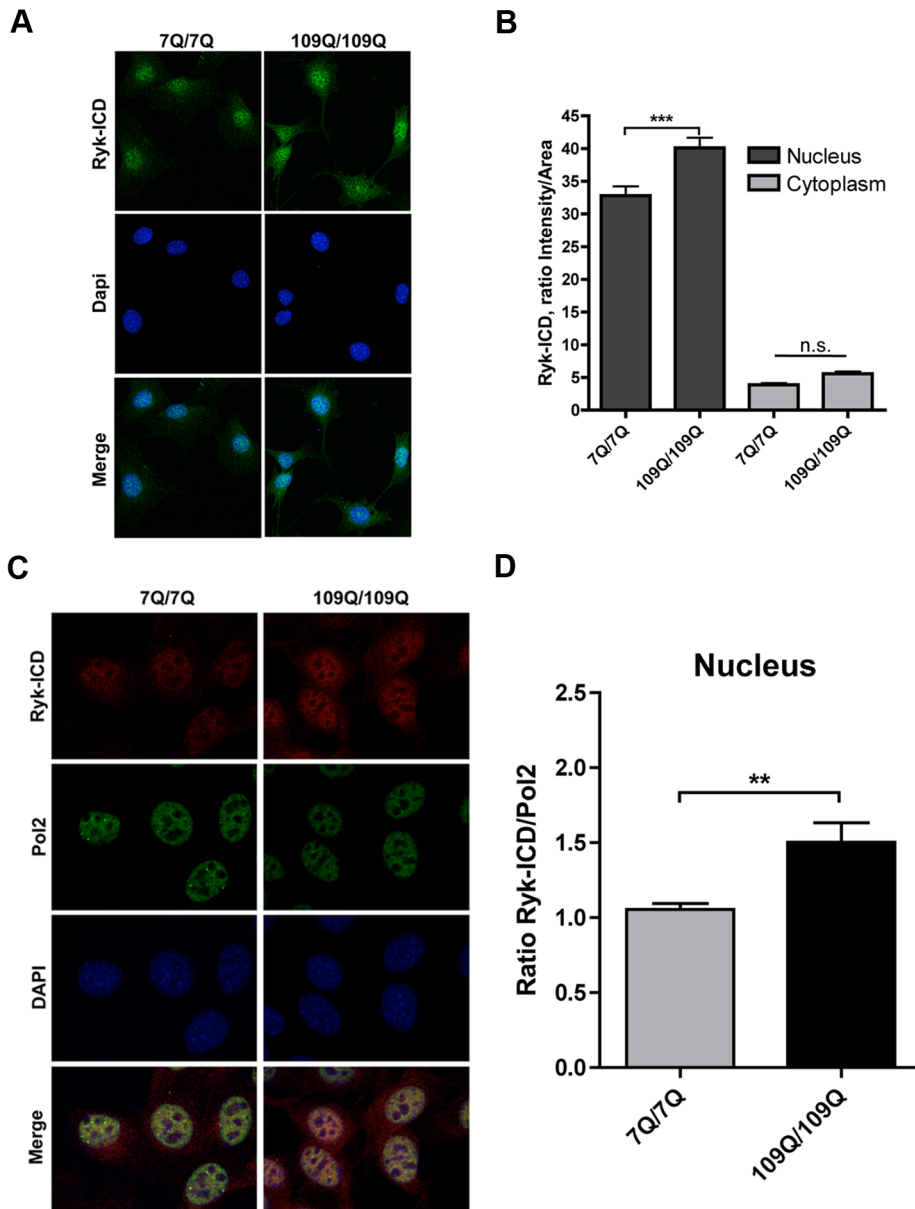 A
7Q/7Q
109Q/109Q
Ryk-ICD
Dapi
Merge
B
Ryk-ICD, ratio Intensity/Area
45
40
35
30
25
20
15
10
5
0
***
n.s.
Nucleus
Cytoplasm
7Q/7Q
109Q/109Q
7Q/7Q
109Q/109Q
C
7Q/7Q
109Q/109Q
Ryk-ICD
Pol2
DAPI
Merge
D
Nucleus
Ratio Ryk-ICD/Pol2
2.5
2.0
1.5
1.0
0.5
0.0
**
7Q/7Q
109Q/109Q